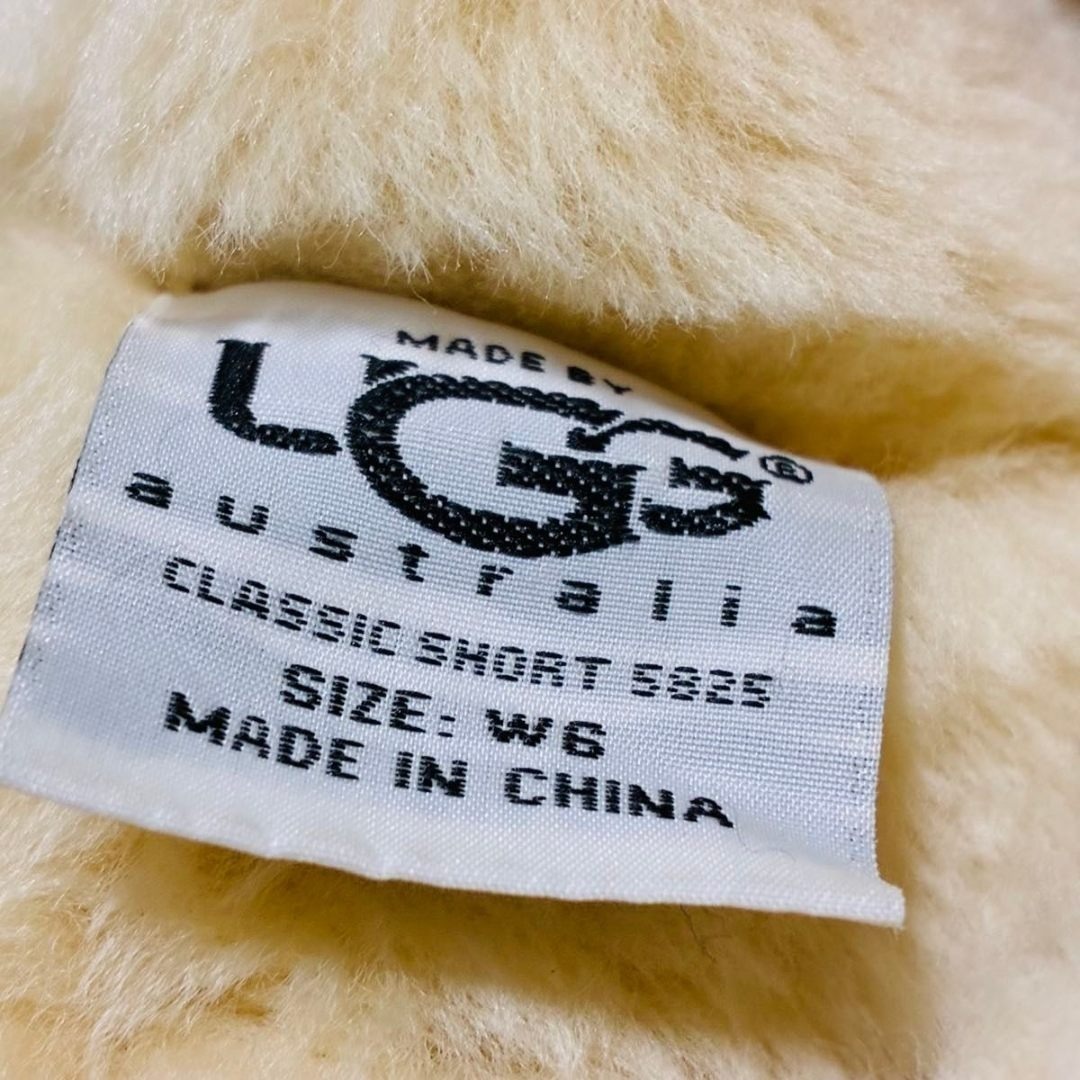 MADE BY
UGG®
australia
CLASSIC SHORT 5825
SIZE: W6
MADE IN CHINA